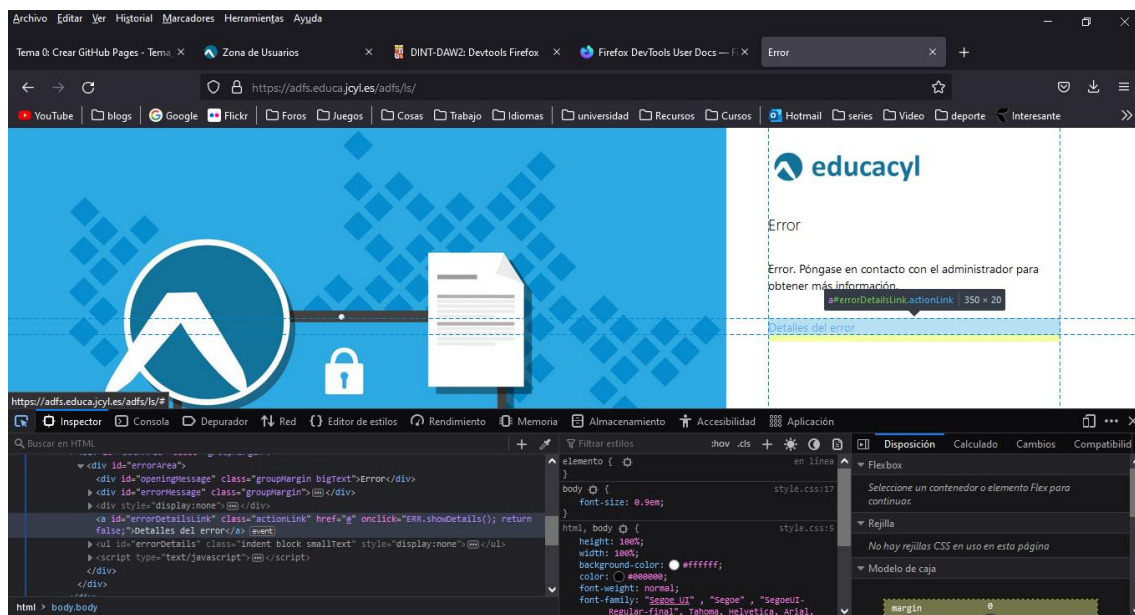 Archivo Editar Ver Historial Marcadores Herramientas Ayuda
Tema 0: Crear GitHub Pages - Tema_ Zona de Usuarios DINT-DAW2: Devtools Firefox Firefox DevTools User Docs — Fi Error
https://adfs.educa.jcyl.es/adfs/ls/
YouTube blogs Google Flickr Foros Juegos Cosas Trabajo Idiomas universidad Recursos Cursos Hotmail series Video deporte Interesante
educacyl
Error
Error. Póngase en contacto con el administrador para
obtener más información.
a#errorDetailsLink.actionLink | 350 × 20
Detalles del error
https://adfs.educa.jcyl.es/adfs/ls/#
Inspector Consola Depurador Red Editor de estilos Rendimiento Memoria Almacenamiento Accesibilidad Aplicación
Buscar en HTML
<div id="errorArea">
<div id="openingMessage" class="groupMargin bigText">Error</div>
<div id="errorMessage" class="groupMargin"></div>
<div style="display:none"></div>
<a id="errorDetailsLink" class="actionLink" href="#" onclick="ERR.showDetails(); return
false;">Detalles del error</a> event
<ul id="errorDetails" class="indent block smallText" style="display:none"></ul>
<script type="text/javascript"></script>
</div>
</div>
html > body.body
Filtrar estilos :hov .cls
elemento { en línea
}
body { style.css:17
font-size: 0.9em;
}
html, body { style.css:5
height: 100%;
width: 100%;
background-color: #ffffff;
color: #000000;
font-weight: normal;
font-family: "Segoe UI" , "Segoe" , "SegoeUI-
Regular-final", Tahoma, Helvetica, Arial,
Disposición Calculado Cambios Compatibilid
Flexbox
Seleccione un contenedor o elemento Flex para
continuar.
Rejilla
No hay rejillas CSS en uso en esta página
Modelo de caja
margin 0